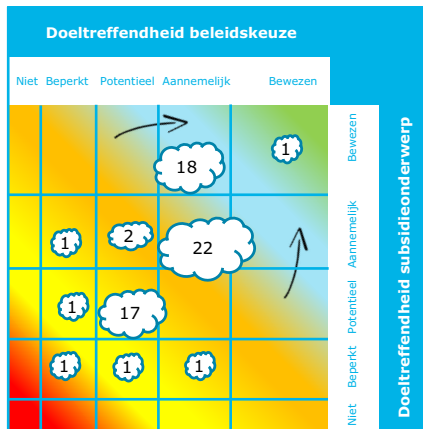 Doeltreffendheid beleidskeuze
Niet Beperkt Potentieel Aannemelijk Bewezen
18
1
Bewezen
1
2
22
Aannemelijk
1
17
Potentieel
1
1
1
Beperkt
Niet
Doeltreffendheid subsidieonderwerp